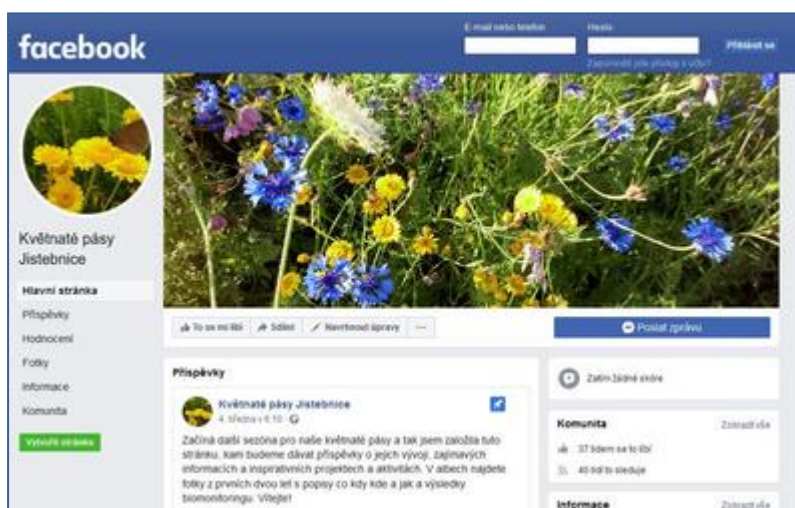 facebook
E-mail nebo telefon
Heslo
Přihlásit se
Zapomněli jste přístup k účtu?
Květnaté pásy
Jistebnice
Hlavní stránka
Příspěvky
Hodnocení
Fotky
Informace
Komunita
Vytvořit stránku
To se mi líbí
Sdílet
Navrhnout úpravy
...
Poslat zprávu
Příspěvky
Květnaté pásy Jistebnice
4. března v 6:10 ·
Začíná další sezóna pro naše květnaté pásy a tak jsem založila tuto
stránku, kam budeme dávat příspěvky o jejich vývoji, zajímavých
informacích a inspirativních projektech a aktivitách. V albech najdete
fotky z prvních dvou let s popisy co kdy kde a jak a výsledky
biomonitoringu. Vítejte!
Zatím žádné skóre
Komunita
Zobrazit vše
37 lidem se to líbí
40 lidí to sleduje
Informace
Zobrazit vše